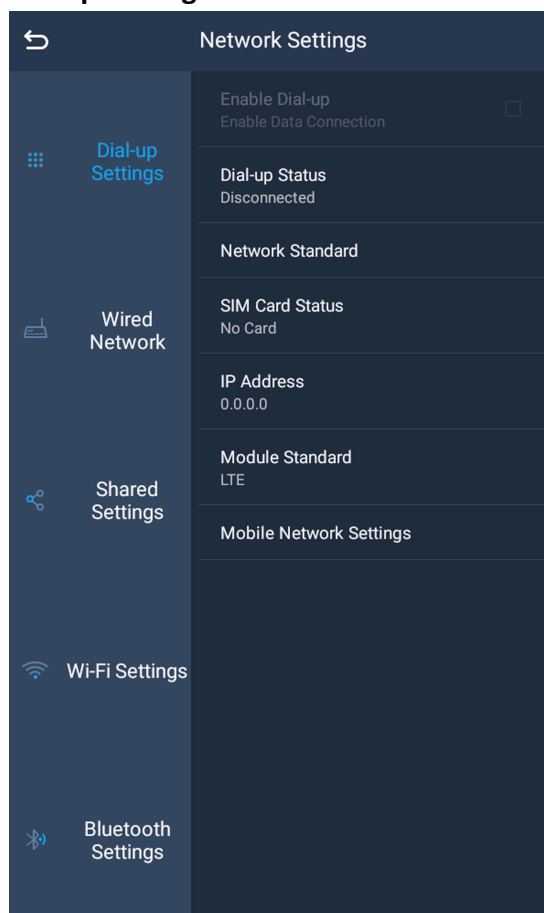 Network Settings
Dial-up
Settings
Wired
Network
Shared
Settings
Wi-Fi Settings
Bluetooth
Settings
Enable Dial-up
Enable Data Connection
Dial-up Status
Disconnected
Network Standard
SIM Card Status
No Card
IP Address
0.0.0.0
Module Standard
LTE
Mobile Network Settings